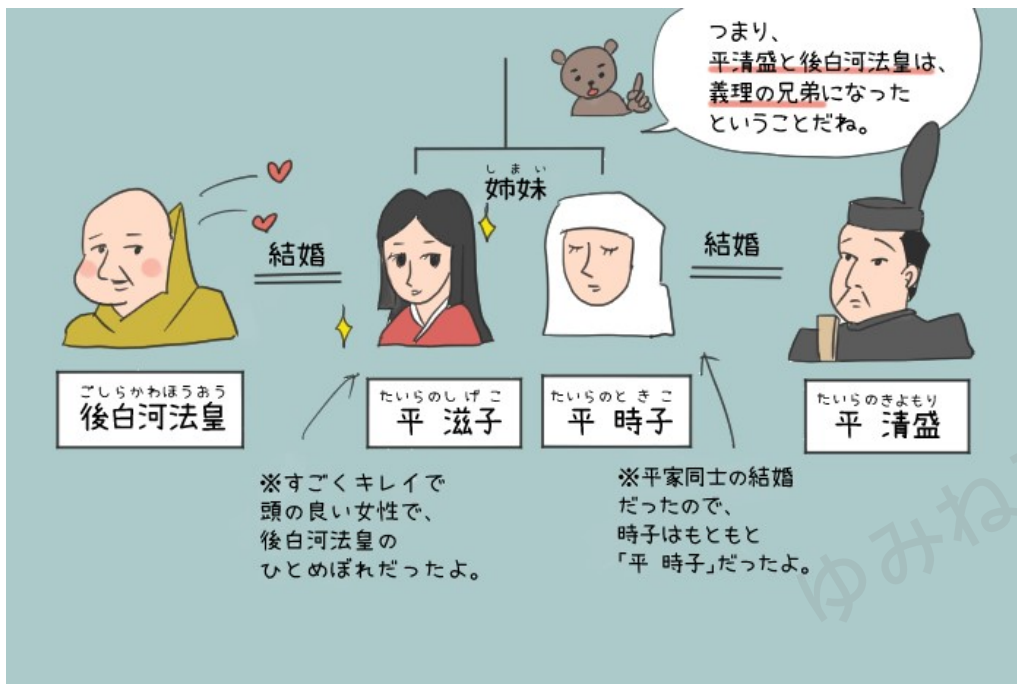 つまり、
平清盛と後白河法皇は、
義理の兄弟になった
ということだね。
しまい
姉妹
結婚
結婚
ごしらかわほうおう
後白河法皇
たいらのしげこ
平 滋子
たいらのときこ
平 時子
たいらのきよもり
平 清盛
※すごくキレイで
頭の良い女性で、
後白河法皇の
ひとめぼれだったよ。
※平家同士の結婚
だったので、
時子はもともと
「平 時子」だったよ。
ゆみね